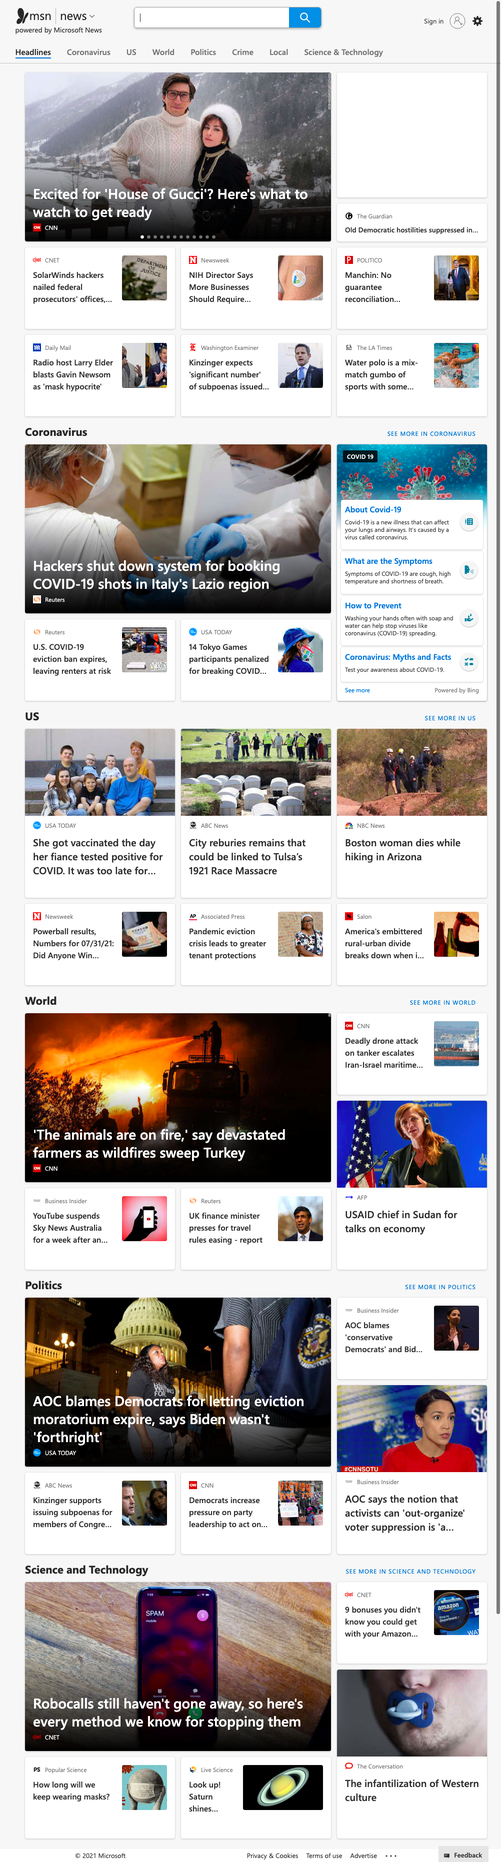 msn | news
powered by Microsoft News
Sign in
Headlines Coronavirus US World Politics Crime Local Science & Technology
Excited for 'House of Gucci'? Here's what to
watch to get ready
CNN
The Guardian
Old Democratic hostilities suppressed in...
CNET
SolarWinds hackers
nailed federal
prosecutors' offices,...
DEPARTMENT
OF
JUSTICE
Newsweek
NIH Director Says
More Businesses
Should Require...
POLITICO
Manchin: No
guarantee
reconciliation...
Daily Mail
Radio host Larry Elder
blasts Gavin Newsom
as 'mask hypocrite'
Washington Examiner
Kinzinger expects
'significant number'
of subpoenas issued...
The LA Times
Water polo is a mix-
match gumbo of
sports with some...
Coronavirus
SEE MORE IN CORONAVIRUS
Hackers shut down system for booking
COVID-19 shots in Italy's Lazio region
Reuters
COVID 19
About Covid-19
Covid-19 is a new illness that can affect
your lungs and airways. It's caused by a
virus called coronavirus.
What are the Symptoms
Symptoms of COVID-19 are cough, high
temperature and shortness of breath.
How to Prevent
Washing your hands often with soap and
water can help stop viruses like
coronavirus (COVID-19) spreading.
Coronavirus: Myths and Facts
Test your awareness about COVID-19.
See more
Powered by Bing
Reuters
U.S. COVID-19
eviction ban expires,
leaving renters at risk
USA TODAY
14 Tokyo Games
participants penalized
for breaking COVID...
US
SEE MORE IN US
USA TODAY
She got vaccinated the day
her fiance tested positive for
COVID. It was too late for...
ABC News
City reburies remains that
could be linked to Tulsa's
1921 Race Massacre
NBC News
Boston woman dies while
hiking in Arizona
Newsweek
Powerball results,
Numbers for 07/31/21:
Did Anyone Win...
AP Associated Press
Pandemic eviction
crisis leads to greater
tenant protections
Salon
America's embittered
rural-urban divide
breaks down when i...
World
SEE MORE IN WORLD
'The animals are on fire,' say devastated
farmers as wildfires sweep Turkey
CNN
CNN
Deadly drone attack
on tanker escalates
Iran-Israel maritime...
AFP
USAID chief in Sudan for
talks on economy
Business Insider
YouTube suspends
Sky News Australia
for a week after an...
Reuters
UK finance minister
presses for travel
rules easing - report
Politics
SEE MORE IN POLITICS
AOC blames Democrats for letting eviction
moratorium expire, says Biden wasn't
'forthright'
USA TODAY
Business Insider
AOC blames
'conservative
Democrats' and Bid...
#CNNSOTU
Business Insider
AOC says the notion that
activists can 'out-organize'
voter suppression is 'a...
ABC News
Kinzinger supports
issuing subpoenas for
members of Congre...
CNN
Democrats increase
pressure on party
leadership to act on...
Science and Technology
SEE MORE IN SCIENCE AND TECHNOLOGY
SPAM
Robocalls still haven't gone away, so here's
every method we know for stopping them
CNET
CNET
9 bonuses you didn't
know you could get
with your Amazon...
amazon
The Conversation
The infantilization of Western
culture
PS Popular Science
How long will we
keep wearing masks?
Live Science
Look up!
Saturn
shines...
© 2021 Microsoft
Privacy & Cookies Terms of use Advertise
Feedback